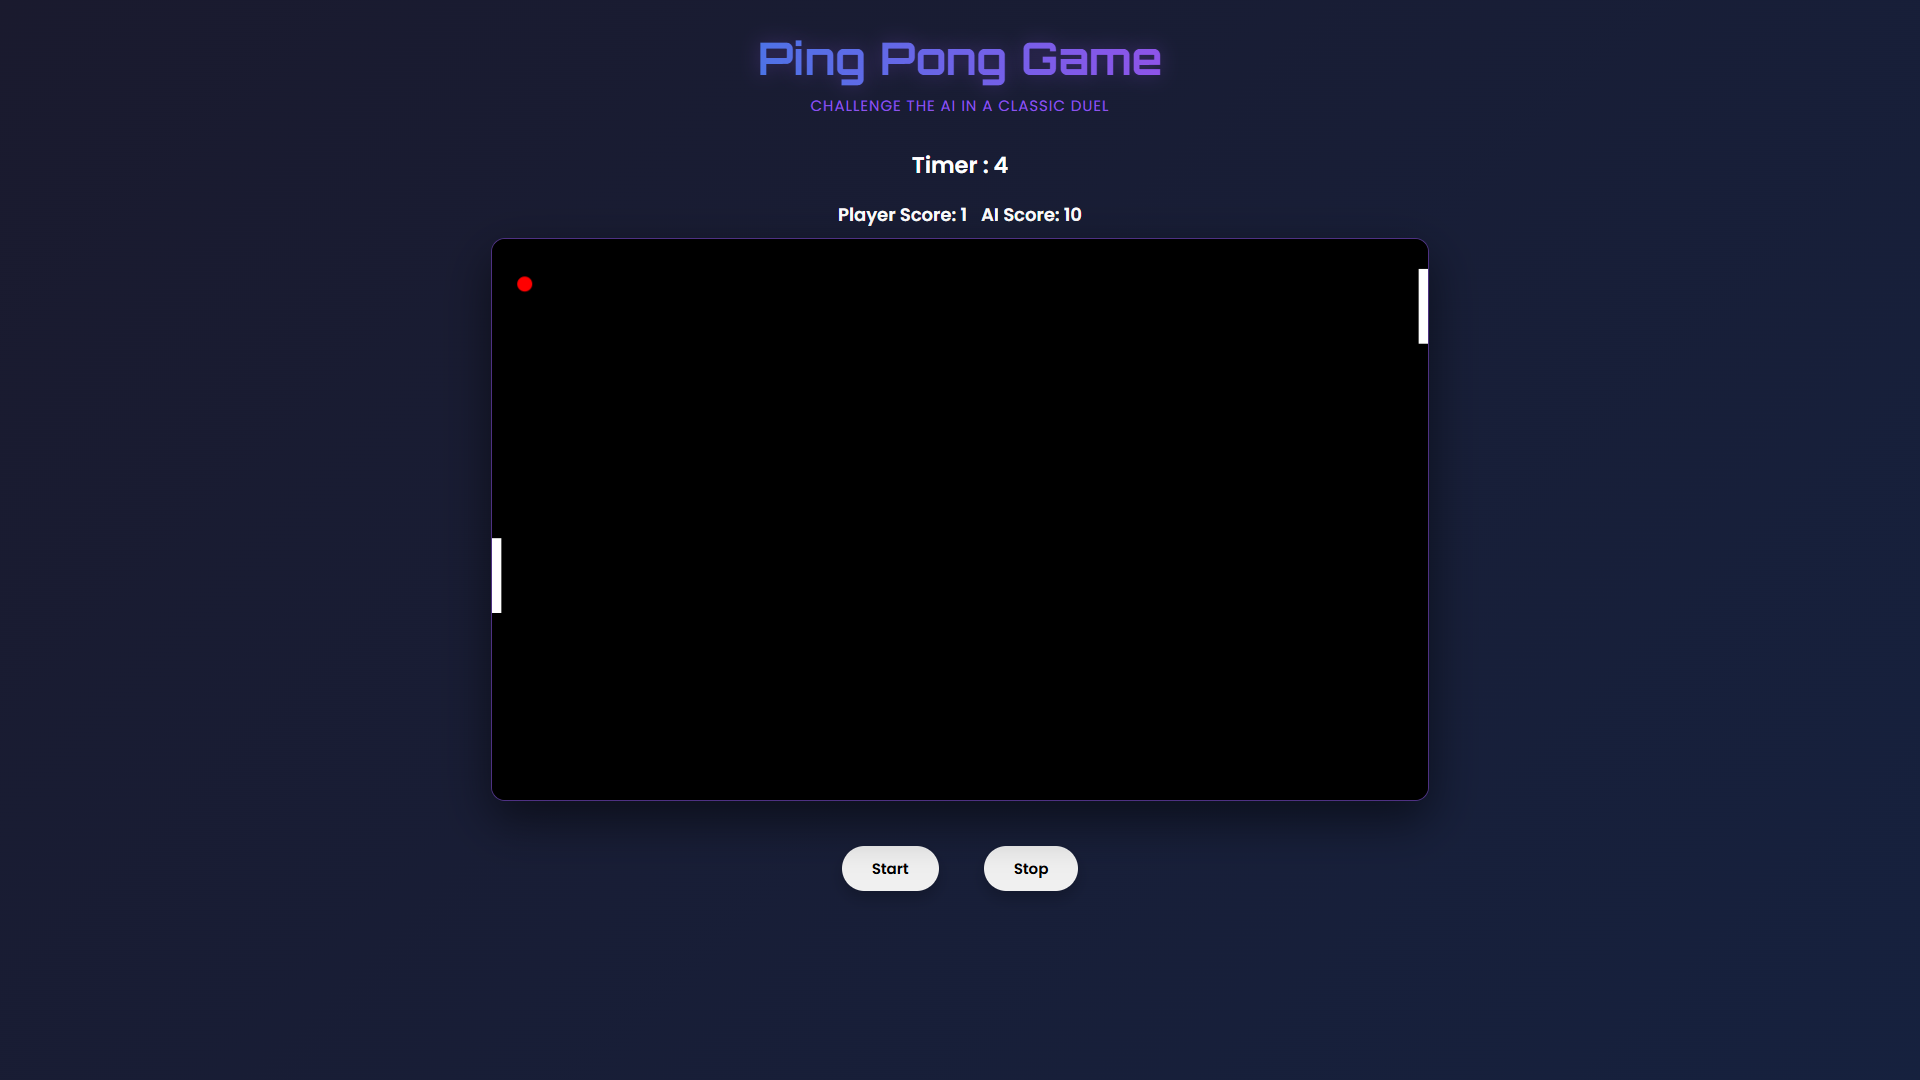 Ping Pong Game
CHALLENGE THE AI IN A CLASSIC DUEL
Timer : 4
Player Score: 1 AI Score: 10
Start Stop